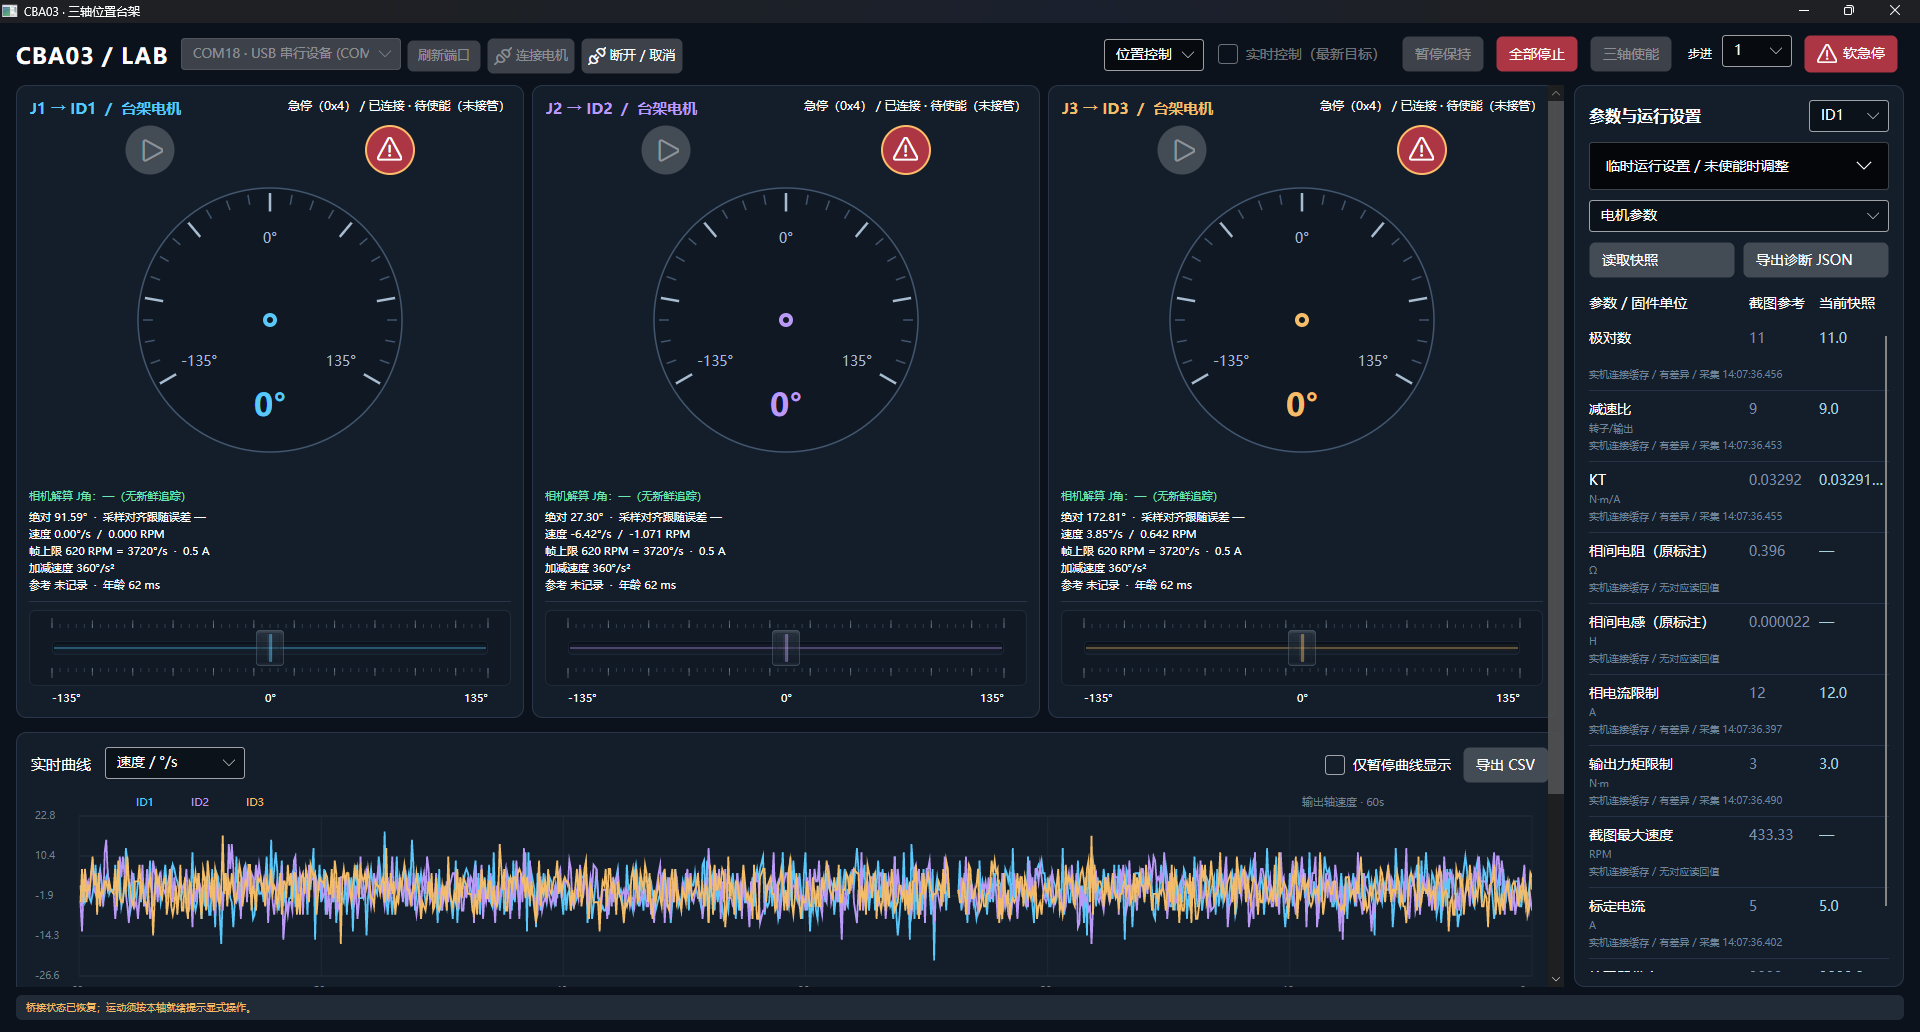 CBA03 · 三轴位置台架
CBA03 / LAB
COM18 · USB 串行设备 (COM
刷新端口
连接电机
断开 / 取消
位置控制
实时控制（最新目标）
暂停保持
全部停止
三轴使能
步进
1
软急停
J1 → ID1 / 台架电机
急停（0x4） / 已连接 · 待使能（未接管）
0°
-135°
135°
0°
相机解算 J角: — (无新鲜追踪)
绝对 91.59° · 采样对齐跟随误差 —
速度 0.00°/s / 0.000 RPM
帧上限 620 RPM = 3720°/s · 0.5 A
加减速度 360°/s²
参考 未记录 · 年龄 62 ms
-135°
0°
135°
J2 → ID2 / 台架电机
急停（0x4） / 已连接 · 待使能（未接管）
0°
-135°
135°
0°
相机解算 J角: — (无新鲜追踪)
绝对 27.30° · 采样对齐跟随误差 —
速度 -6.42°/s / -1.071 RPM
帧上限 620 RPM = 3720°/s · 0.5 A
加减速度 360°/s²
参考 未记录 · 年龄 62 ms
-135°
0°
135°
J3 → ID3 / 台架电机
急停（0x4） / 已连接 · 待使能（未接管）
0°
-135°
135°
0°
相机解算 J角: — (无新鲜追踪)
绝对 172.81° · 采样对齐跟随误差 —
速度 3.85°/s / 0.642 RPM
帧上限 620 RPM = 3720°/s · 0.5 A
加减速度 360°/s²
参考 未记录 · 年龄 62 ms
-135°
0°
135°
实时曲线
速度 / °/s
仅暂停曲线显示
导出 CSV
ID1
ID2
ID3
输出轴速度 · 60s
22.8
10.4
-1.9
-14.3
-26.6
参数与运行设置
ID1
临时运行设置 / 未使能时调整
电机参数
读取快照
导出诊断 JSON
参数 / 固件单位
截图参考
当前快照
极对数
11
11.0
实机连接缓存 / 有差异 / 采集 14:07:36.456
减速比
9
9.0
转子/输出
实机连接缓存 / 有差异 / 采集 14:07:36.453
KT
0.03292
0.03291...
N·m/A
实机连接缓存 / 有差异 / 采集 14:07:36.455
相间电阻（原标注）
0.396
—
Ω
实机连接缓存 / 无对应读回值
相间电感（原标注）
0.000022
—
H
实机连接缓存 / 无对应读回值
相电流限制
12
12.0
A
实机连接缓存 / 有差异 / 采集 14:07:36.397
输出力矩限制
3
3.0
N·m
实机连接缓存 / 有差异 / 采集 14:07:36.490
截图最大速度
433.33
—
RPM
实机连接缓存 / 无对应读回值
标定电流
5
5.0
A
实机连接缓存 / 有差异 / 采集 14:07:36.402
桥接状态已恢复；运动须按本轴就绪提示显式操作。